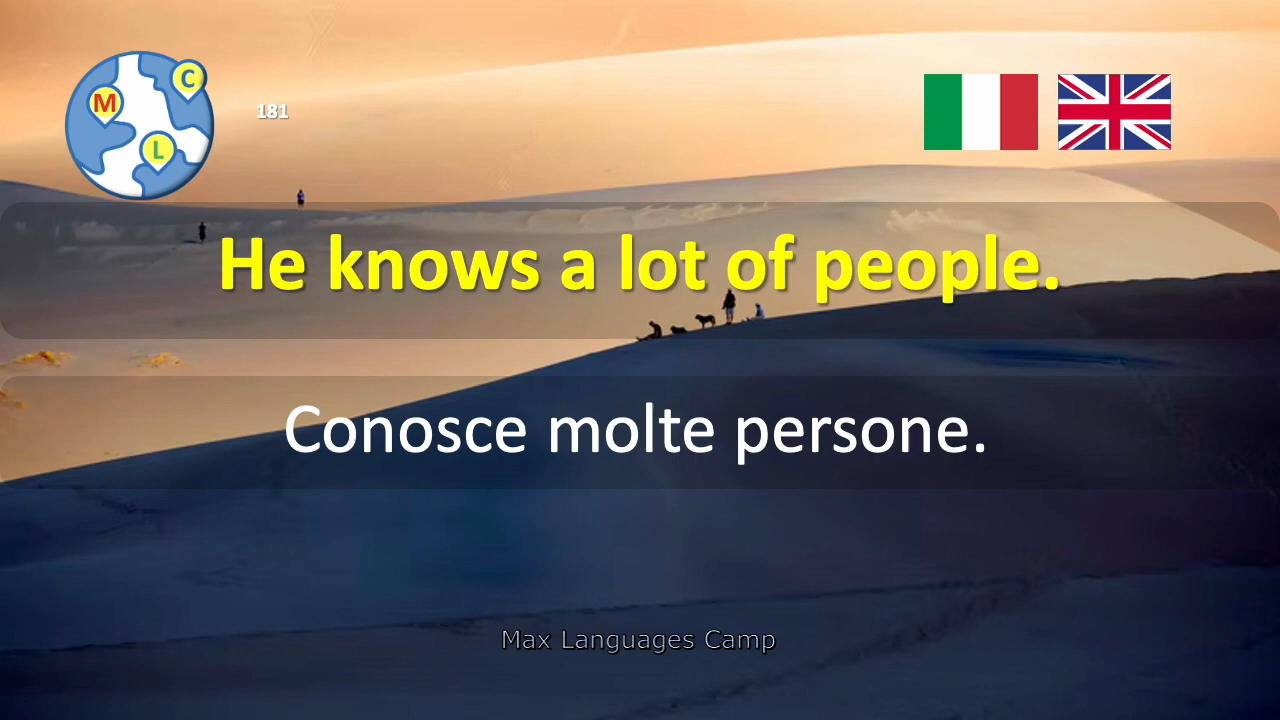 C
M
L
181
He knows a lot of people.
Conosce molte persone.
Max Languages Camp